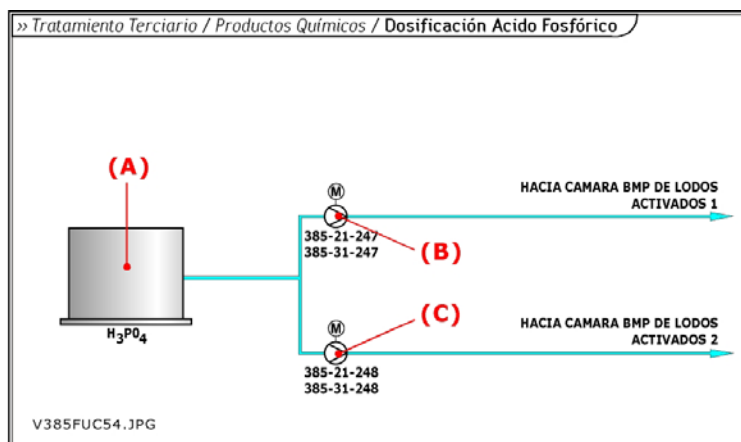 » Tratamiento Terciario / Productos Químicos / Dosificación Acido Fosfórico
(A)
H3PO4
M
385-21-247
385-31-247
(B)
HACIA CAMARA BMP DE LODOS
ACTIVADOS 1
M
385-21-248
385-31-248
(C)
HACIA CAMARA BMP DE LODOS
ACTIVADOS 2
V385FUC54.JPG